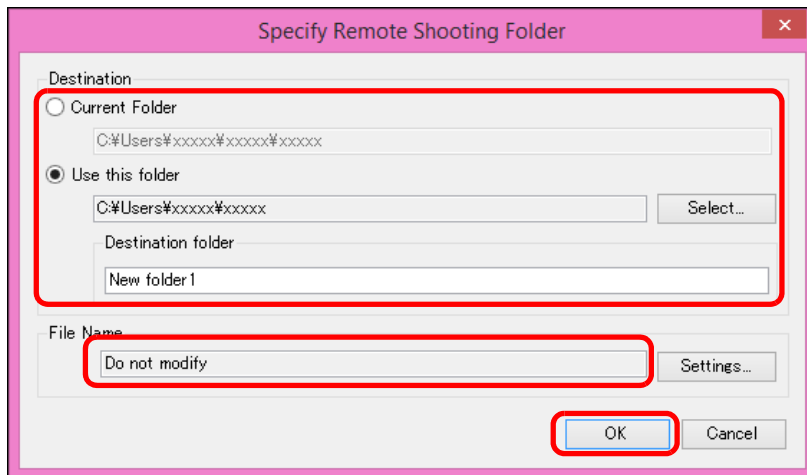 Specify Remote Shooting Folder
Destination
Current Folder
C:¥Users¥xxxxx¥xxxxx¥xxxxx
Use this folder
C:¥Users¥xxxxx¥xxxxx
Select...
Destination folder
New folder1
File Name
Do not modify
Settings...
OK
Cancel